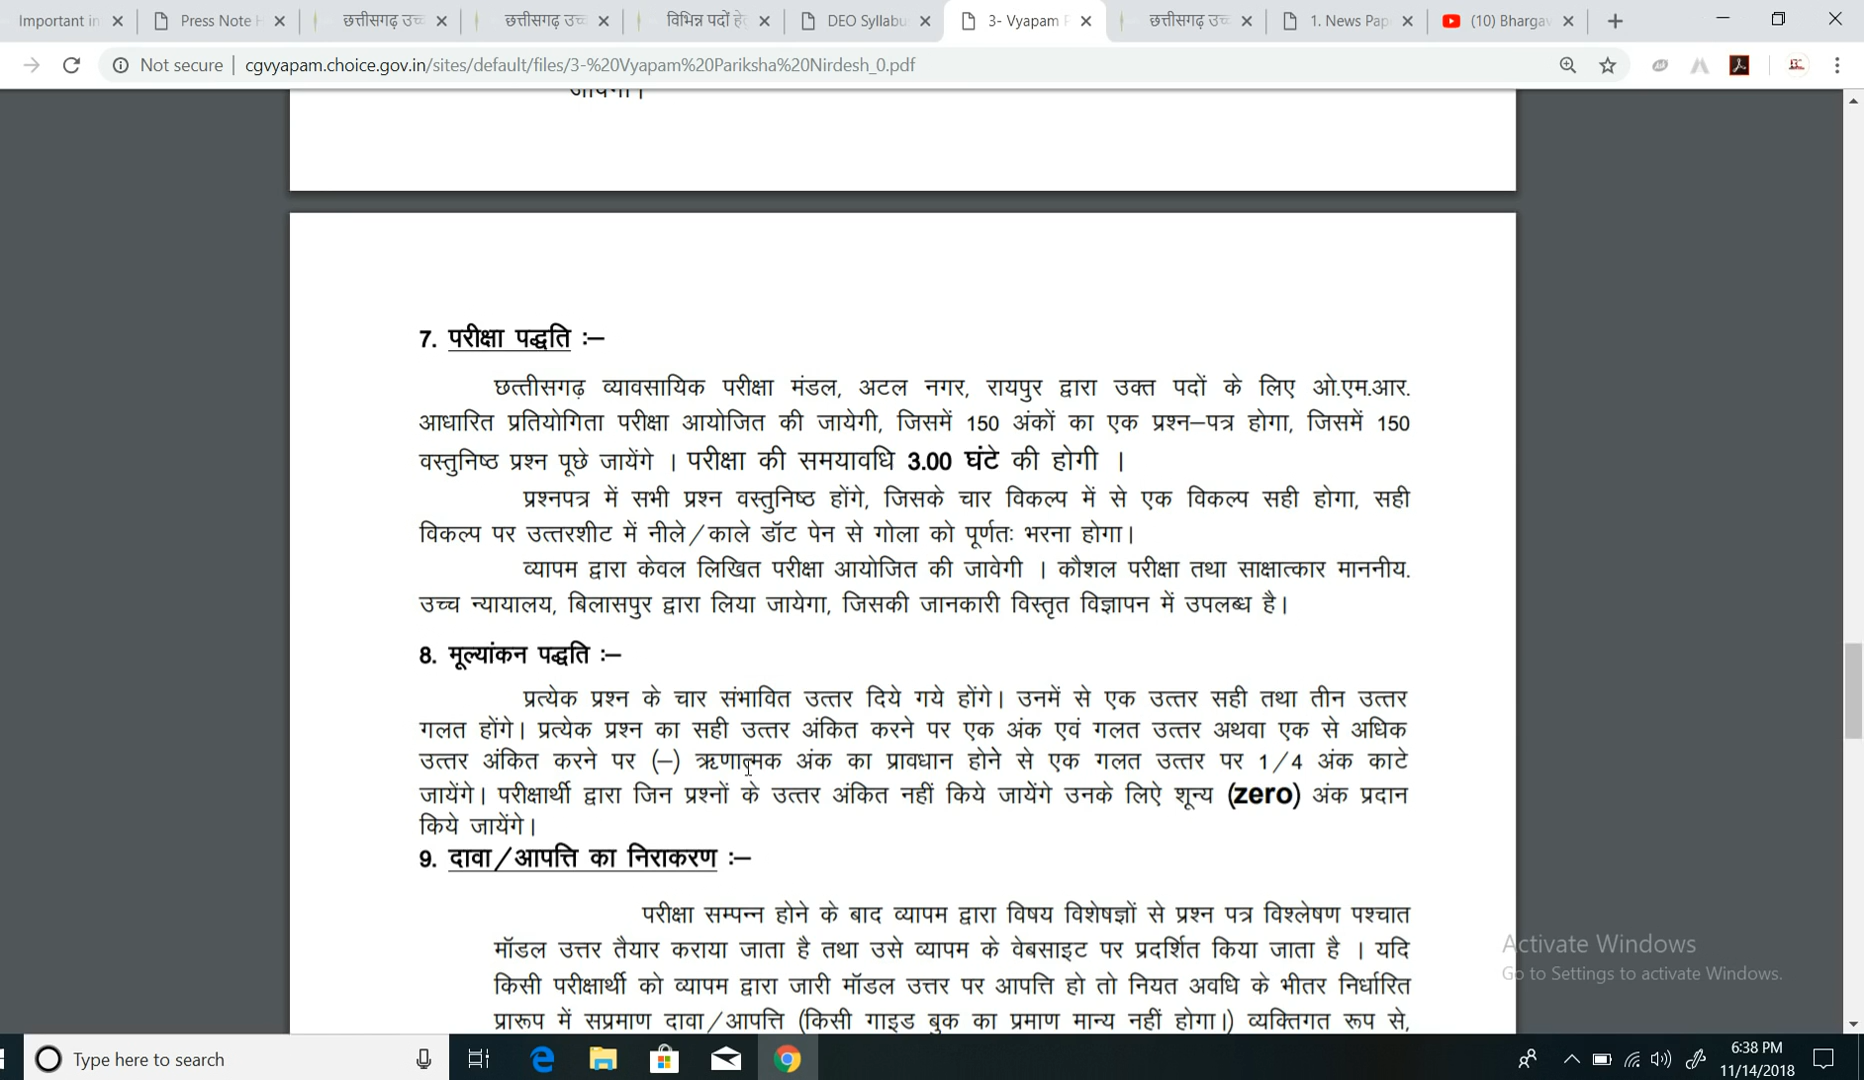 Important in
Press Note H
छत्तीसगढ़ उच्च
छत्तीसगढ़ उच्च
विभिन्न पदों हेतु
DEO Syllabu
3- Vyapam P
छत्तीसगढ़ उच्च
1. News Pap
(10) Bhargav
Not secure | cgvyapam.choice.gov.in/sites/default/files/3-%20Vyapam%20Pariksha%20Nirdesh_0.pdf
7. परीक्षा पद्धति :–
छत्तीसगढ़ व्यावसायिक परीक्षा मंडल, अटल नगर, रायपुर द्वारा उक्त पदों के लिए ओ.एम.आर.
आधारित प्रतियोगिता परीक्षा आयोजित की जायेगी, जिसमें 150 अंकों का एक प्रश्न–पत्र होगा, जिसमें 150
वस्तुनिष्ठ प्रश्न पूछे जायेंगे । परीक्षा की समयावधि 3.00 घंटे की होगी ।
प्रश्नपत्र में सभी प्रश्न वस्तुनिष्ठ होंगे, जिसके चार विकल्प में से एक विकल्प सही होगा, सही
विकल्प पर उत्तरशीट में नीले/काले डॉट पेन से गोला को पूर्णतः भरना होगा।
व्यापम द्वारा केवल लिखित परीक्षा आयोजित की जावेगी । कौशल परीक्षा तथा साक्षात्कार माननीय.
उच्च न्यायालय, बिलासपुर द्वारा लिया जायेगा, जिसकी जानकारी विस्तृत विज्ञापन में उपलब्ध है।
8. मूल्यांकन पद्धति :–
प्रत्येक प्रश्न के चार संभावित उत्तर दिये गये होंगे। उनमें से एक उत्तर सही तथा तीन उत्तर
गलत होंगे। प्रत्येक प्रश्न का सही उत्तर अंकित करने पर एक अंक एवं गलत उत्तर अथवा एक से अधिक
उत्तर अंकित करने पर (–) ऋणात्मक अंक का प्रावधान होने से एक गलत उत्तर पर 1/4 अंक काटे
जायेंगे। परीक्षार्थी द्वारा जिन प्रश्नों के उत्तर अंकित नहीं किये जायेंगे उनके लिऐ शून्य (zero) अंक प्रदान
किये जायेंगे।
9. दावा/आपत्ति का निराकरण :–
परीक्षा सम्पन्न होने के बाद व्यापम द्वारा विषय विशेषज्ञों से प्रश्न पत्र विश्लेषण पश्चात
मॉडल उत्तर तैयार कराया जाता है तथा उसे व्यापम के वेबसाइट पर प्रदर्शित किया जाता है । यदि
किसी परीक्षार्थी को व्यापम द्वारा जारी मॉडल उत्तर पर आपत्ति हो तो नियत अवधि के भीतर निर्धारित
प्रारूप में सप्रमाण दावा/आपत्ति (किसी गाइड बुक का प्रमाण मान्य नहीं होगा।) व्यक्तिगत रूप से,
Activate Windows
Go to Settings to activate Windows.
Type here to search
6:38 PM
11/14/2018